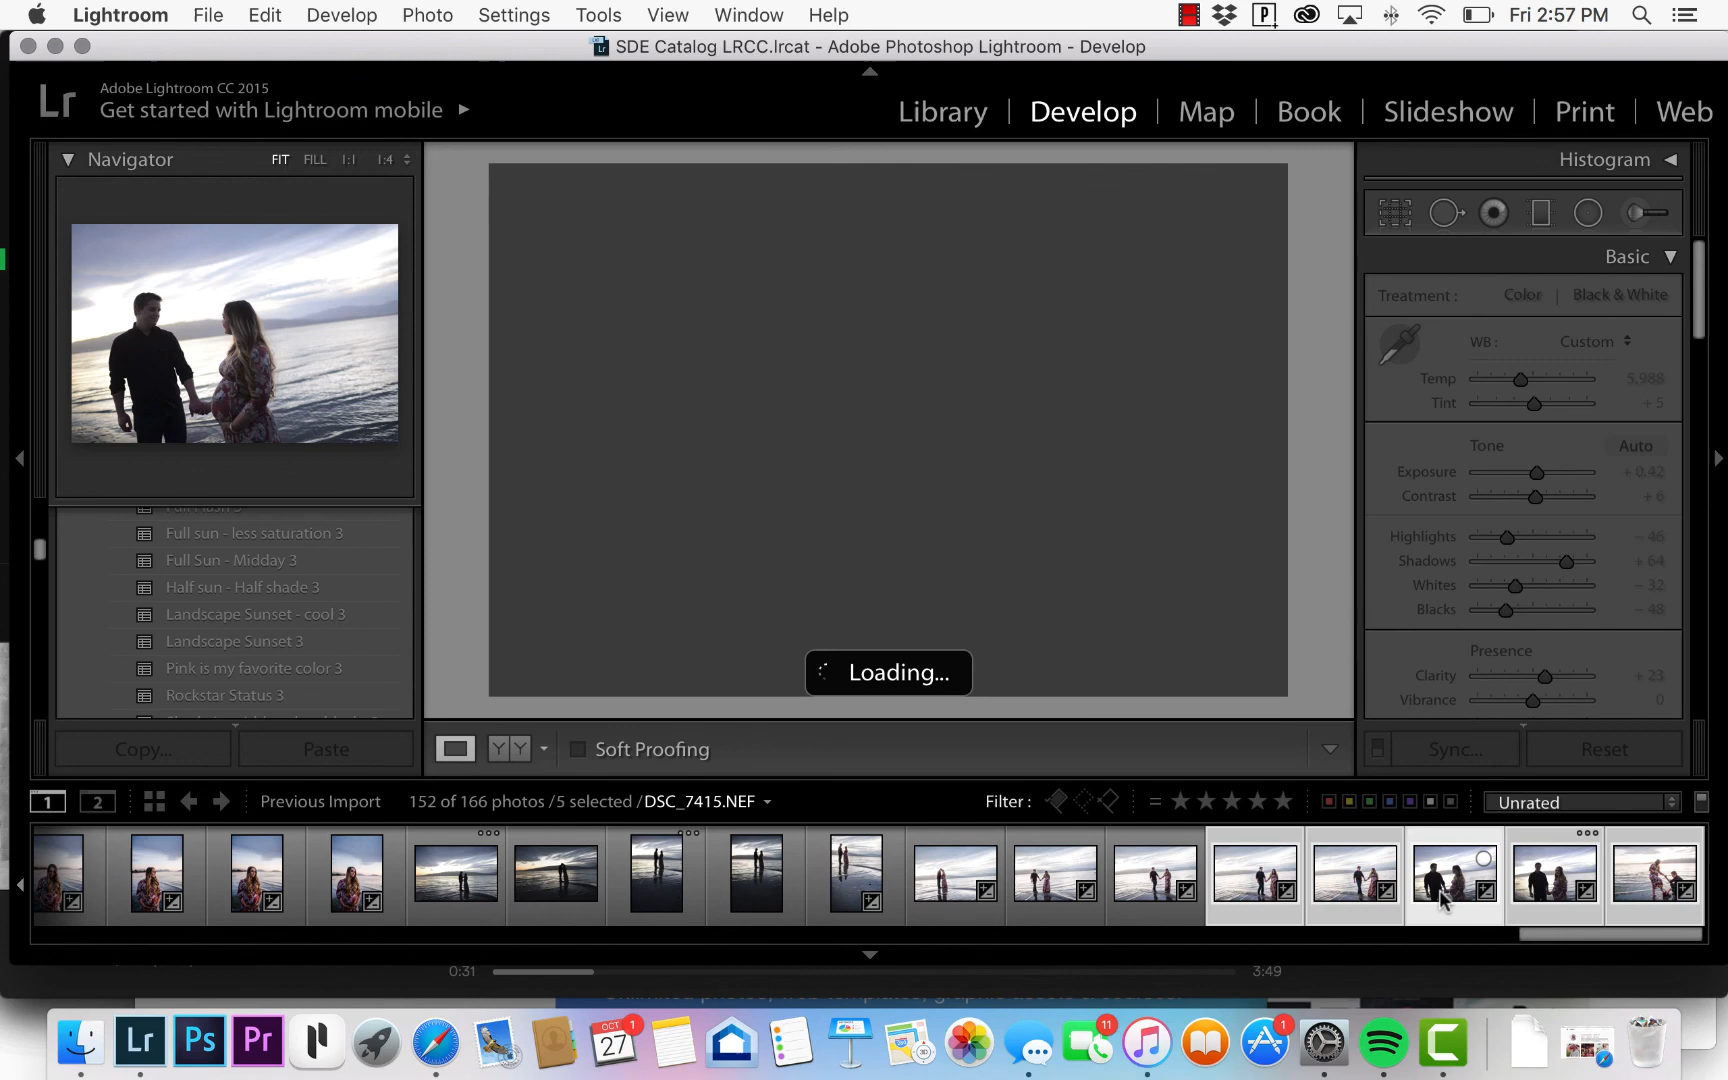 Lightroom File Edit Develop Photo Settings Tools View Window Help Fri 2:57 PM
SDE Catalog LRCC.lrcat - Adobe Photoshop Lightroom - Develop
Lr Adobe Lightroom CC 2015
Get started with Lightroom mobile
Library | Develop | Map | Book | Slideshow | Print | Web
Navigator FIT FILL 1:1 1:4
Histogram
Basic
Treatment : Color | Black & White
WB : Custom
Temp 5,988
Tint + 5
Tone Auto
Exposure + 0.42
Contrast + 6
Highlights - 46
Shadows + 64
Whites - 32
Blacks - 48
Presence
Clarity + 23
Vibrance 0
Full sun - less saturation 3
Full Sun - Midday 3
Half sun - Half shade 3
Landscape Sunset - cool 3
Landscape Sunset 3
Pink is my favorite color 3
Rockstar Status 3
Loading...
Copy... Paste
Soft Proofing
Sync... Reset
1 2 Previous Import 152 of 166 photos /5 selected /DSC_7415.NEF Filter : Unrated
0:31 3:49
Lr Ps Pr OCT 27 1 11 1